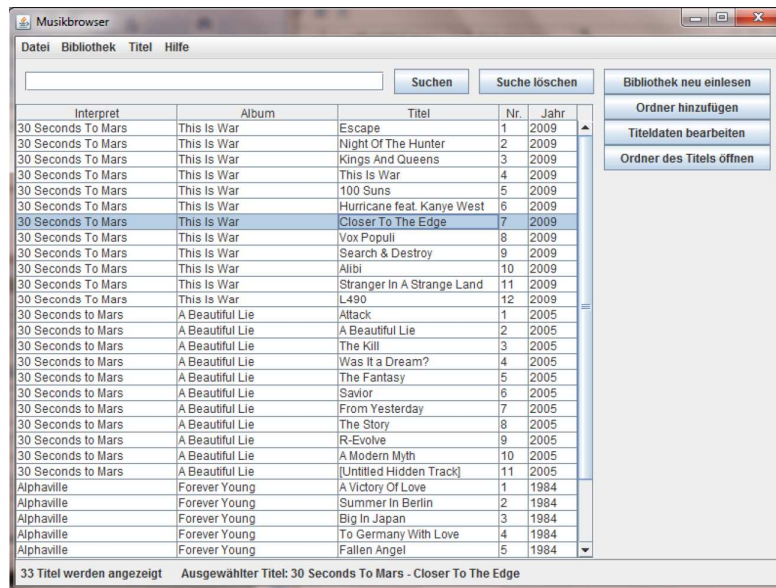 Musikbrowser
Datei Bibliothek Titel Hilfe
Suchen Suche löschen Bibliothek neu einlesen
Ordner hinzufügen
Titeldaten bearbeiten
Ordner des Titels öffnen
Interpret Album Titel Nr. Jahr
30 Seconds To Mars This Is War Escape 1 2009
30 Seconds To Mars This Is War Night Of The Hunter 2 2009
30 Seconds To Mars This Is War Kings And Queens 3 2009
30 Seconds To Mars This Is War This Is War 4 2009
30 Seconds To Mars This Is War 100 Suns 5 2009
30 Seconds To Mars This Is War Hurricane feat. Kanye West 6 2009
30 Seconds To Mars This Is War Closer To The Edge 7 2009
30 Seconds To Mars This Is War Vox Populi 8 2009
30 Seconds To Mars This Is War Search & Destroy 9 2009
30 Seconds To Mars This Is War Alibi 10 2009
30 Seconds To Mars This Is War Stranger In A Strange Land 11 2009
30 Seconds To Mars This Is War L490 12 2009
30 Seconds to Mars A Beautiful Lie Attack 1 2005
30 Seconds to Mars A Beautiful Lie A Beautiful Lie 2 2005
30 Seconds to Mars A Beautiful Lie The Kill 3 2005
30 Seconds to Mars A Beautiful Lie Was It a Dream? 4 2005
30 Seconds to Mars A Beautiful Lie The Fantasy 5 2005
30 Seconds to Mars A Beautiful Lie Savior 6 2005
30 Seconds to Mars A Beautiful Lie From Yesterday 7 2005
30 Seconds to Mars A Beautiful Lie The Story 8 2005
30 Seconds to Mars A Beautiful Lie R-Evolve 9 2005
30 Seconds to Mars A Beautiful Lie A Modern Myth 10 2005
30 Seconds to Mars A Beautiful Lie [Untitled Hidden Track] 11 2005
Alphaville Forever Young A Victory Of Love 1 1984
Alphaville Forever Young Summer In Berlin 2 1984
Alphaville Forever Young Big In Japan 3 1984
Alphaville Forever Young To Germany With Love 4 1984
Alphaville Forever Young Fallen Angel 5 1984
33 Titel werden angezeigt Ausgewählter Titel: 30 Seconds To Mars - Closer To The Edge